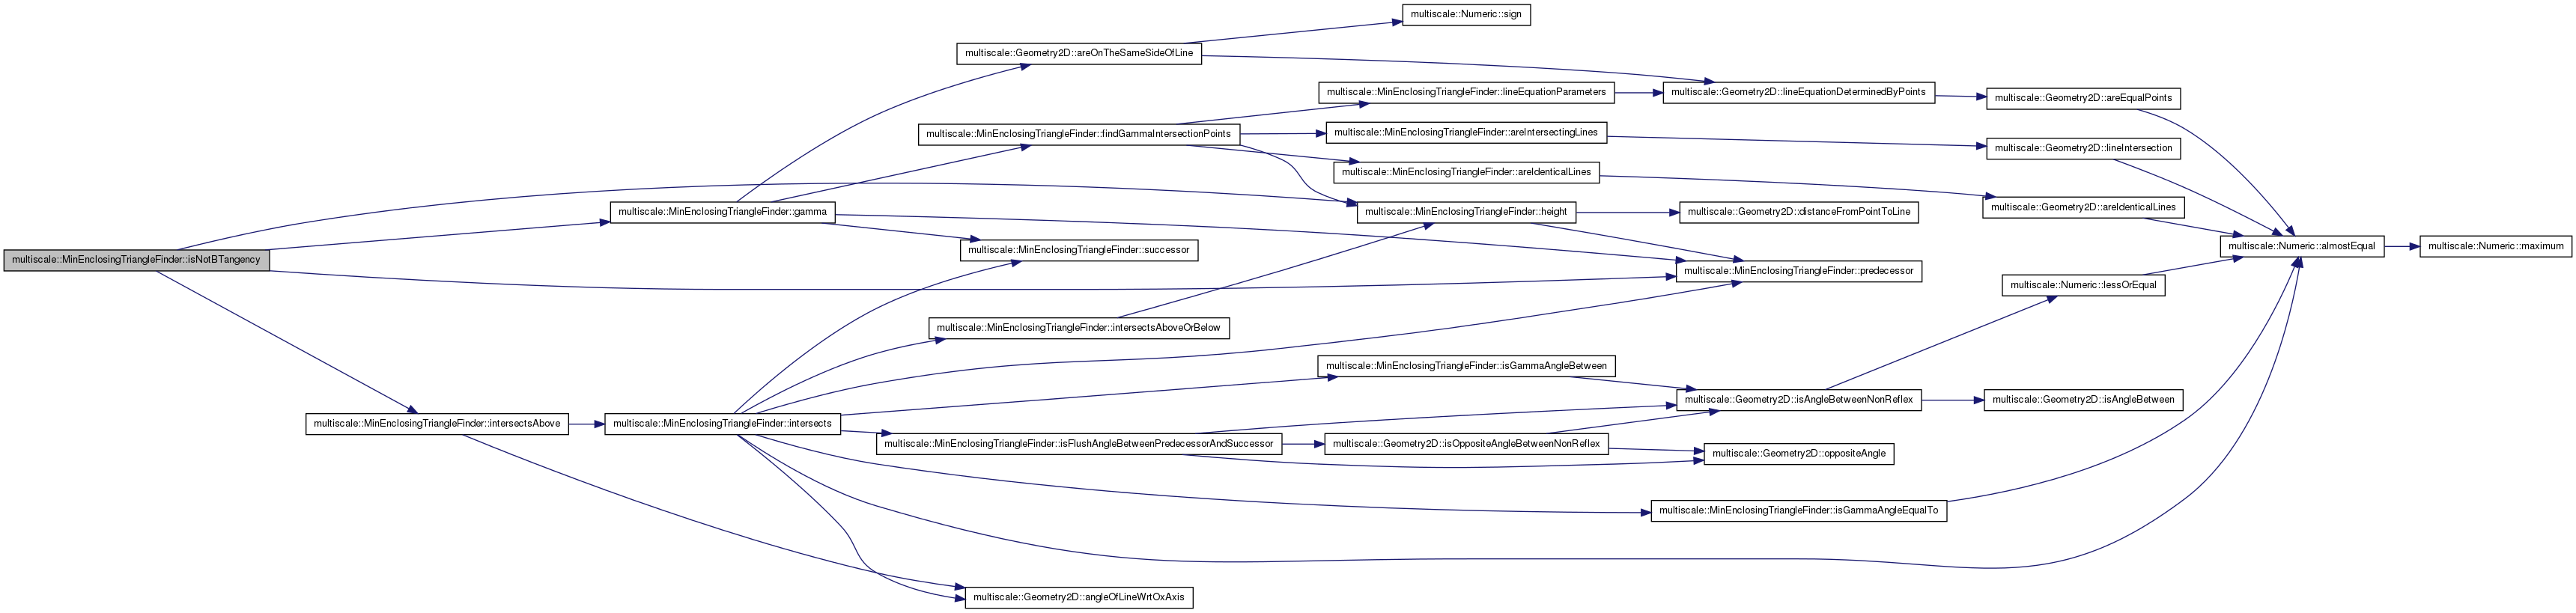 multiscale::Numeric::sign
multiscale::Geometry2D::areOnTheSameSideOfLine
multiscale::MinEnclosingTriangleFinder::lineEquationParameters
multiscale::Geometry2D::lineEquationDeterminedByPoints
multiscale::Geometry2D::areEqualPoints
multiscale::MinEnclosingTriangleFinder::findGammaIntersectionPoints
multiscale::MinEnclosingTriangleFinder::areIntersectingLines
multiscale::Geometry2D::lineIntersection
multiscale::MinEnclosingTriangleFinder::areIdenticalLines
multiscale::MinEnclosingTriangleFinder::gamma
multiscale::MinEnclosingTriangleFinder::height
multiscale::Geometry2D::distanceFromPointToLine
multiscale::Geometry2D::areIdenticalLines
multiscale::MinEnclosingTriangleFinder::successor
multiscale::Numeric::almostEqual
multiscale::Numeric::maximum
multiscale::MinEnclosingTriangleFinder::isNotBTangency
multiscale::MinEnclosingTriangleFinder::predecessor
multiscale::Numeric::lessOrEqual
multiscale::MinEnclosingTriangleFinder::intersectsAboveOrBelow
multiscale::MinEnclosingTriangleFinder::isGammaAngleBetween
multiscale::Geometry2D::isAngleBetweenNonReflex
multiscale::Geometry2D::isAngleBetween
multiscale::MinEnclosingTriangleFinder::intersectsAbove
multiscale::MinEnclosingTriangleFinder::intersects
multiscale::MinEnclosingTriangleFinder::isFlushAngleBetweenPredecessorAndSuccessor
multiscale::Geometry2D::isOppositeAngleBetweenNonReflex
multiscale::Geometry2D::oppositeAngle
multiscale::MinEnclosingTriangleFinder::isGammaAngleEqualTo
multiscale::Geometry2D::angleOfLineWrtOxAxis